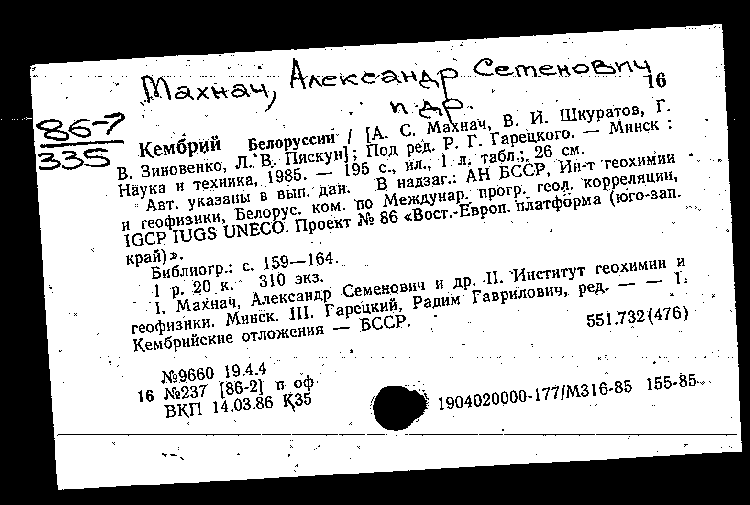 Махнач, Александр Семенович
и др.
16
86-7
335
Кембрий Белоруссии / [А. С. Махнач, В. И. Шкуратов, Г.
В. Зиновенко, Л. В. Пискун]; Под ред. Р. Г. Гарецкого. — Минск :
Наука и техника, 1985. — 195 с., ил., 1 л. табл.; 26 см.
Авт. указаны в вып. дан. В надзаг.: АН БССР, Ин-т геохимии
и геофизики, Белорус. ком. по Междунар. прогр. геол. корреляции,
IGCP IUGS UNECO. Проект № 86 «Вост.-Европ. платформа (юго-зап.
край)».
Библиогр.: с. 159—164.
1 р. 20 к. 310 экз.
I. Махнач, Александр Семенович и др. II. Институт геохимии и
геофизики. Минск. III. Гарецкий, Радим Гаврилович, ред. — — 1.
Кембрийские отложения — БССР.
551.732(476)
№9660 19.4.4
16 №237 [86-2] п оф
ВКП 14.03.86 К35
1904020000-177/М316-85 155-85